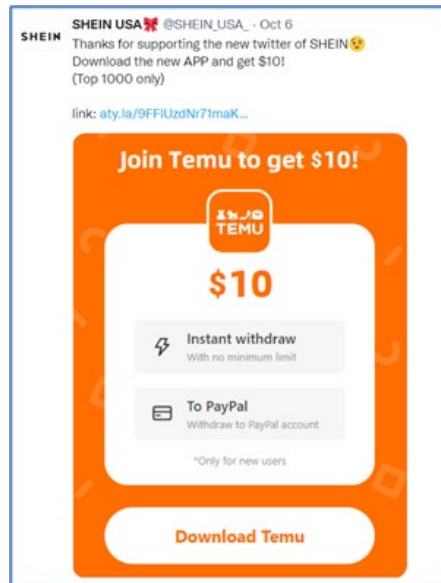 SHEIN
SHEIN USA🎀 @SHEIN_USA_ · Oct 6
Thanks for supporting the new twitter of SHEIN😉
Download the new APP and get $10!
(Top 1000 only)
link: aty.la/9FFlUzdNr71maK...
Join Temu to get $10!
TEMU
$10
Instant withdraw
With no minimum limit
To PayPal
Withdraw to PayPal account
*Only for new users
Download Temu